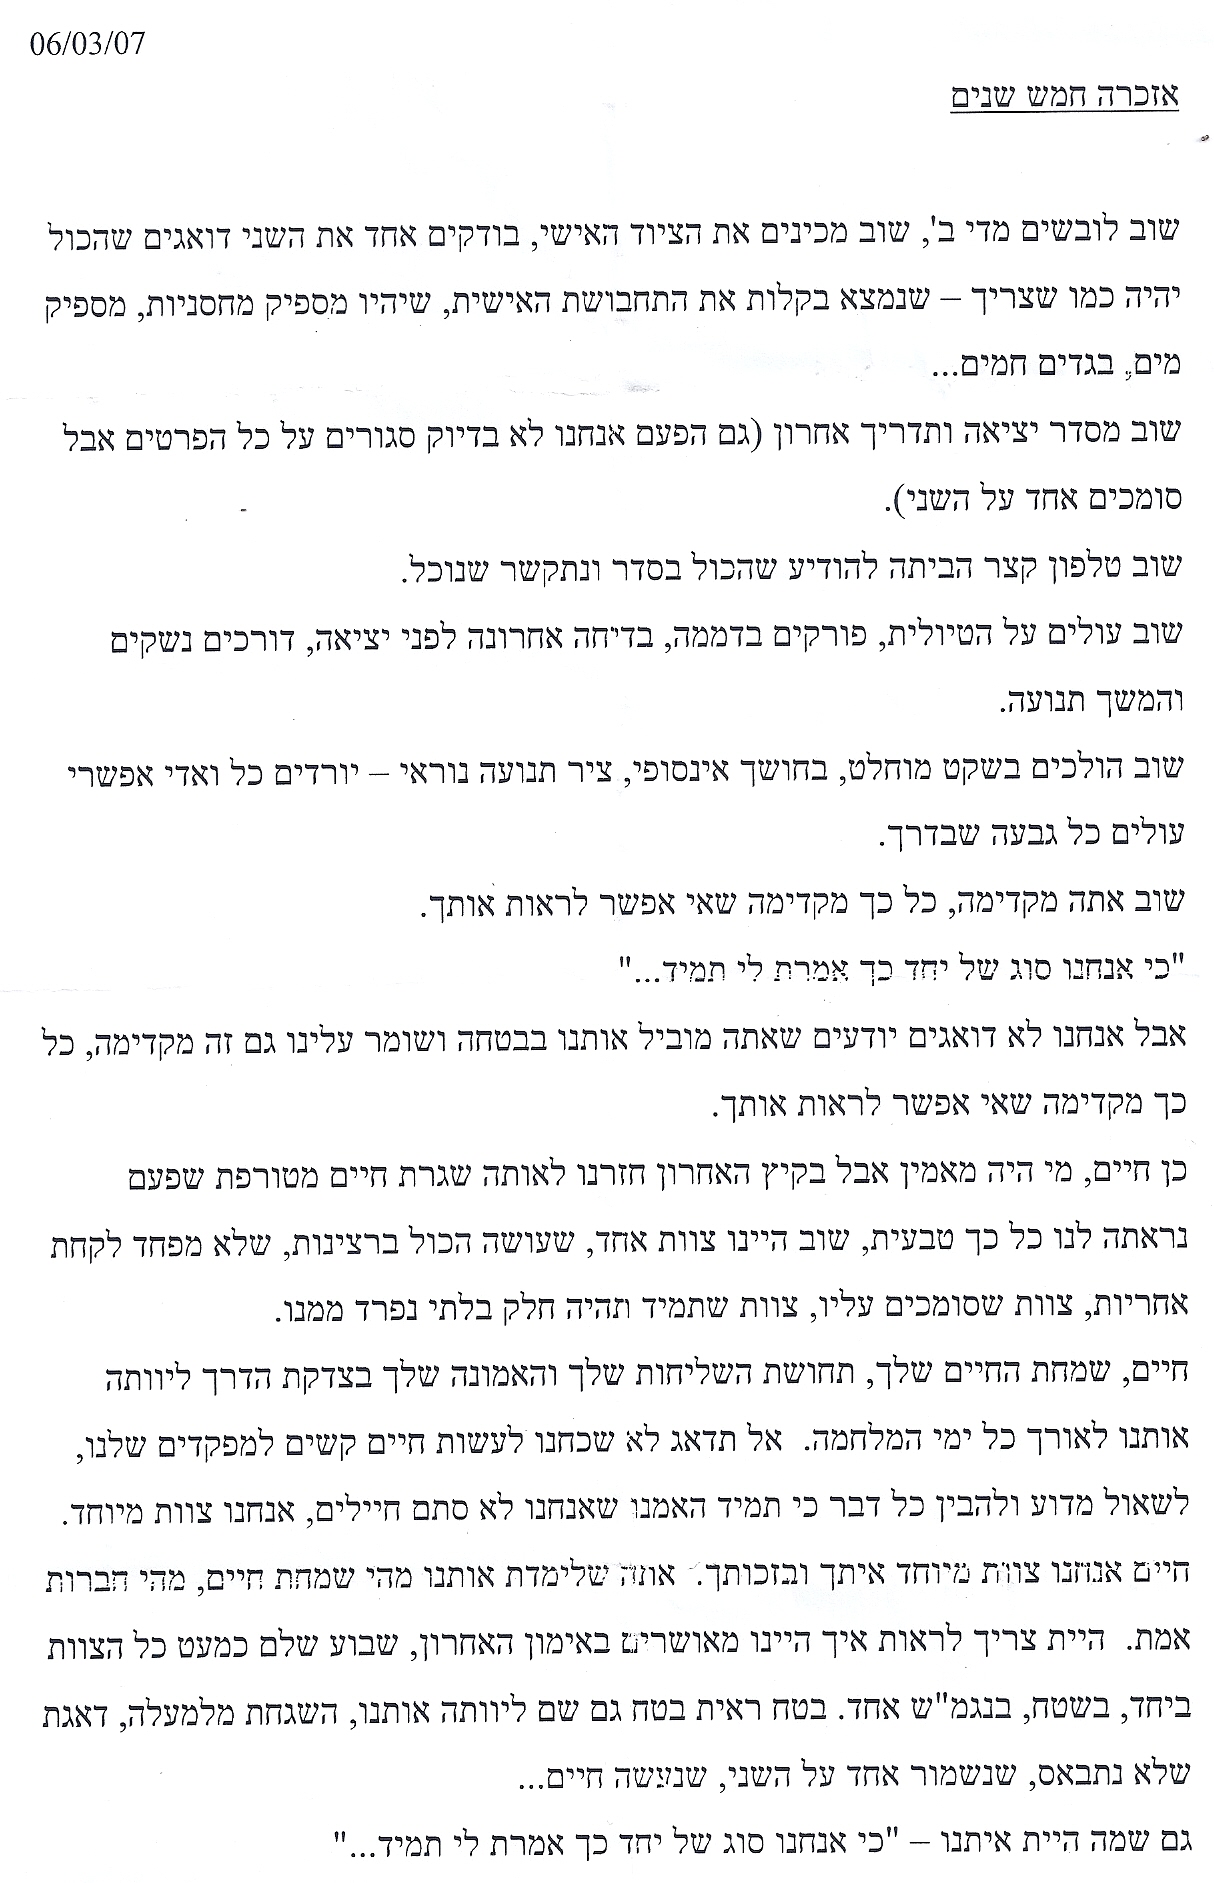 06/03/07
אזכרה חמש שנים
שוב לובשים מדי ב', שוב מכינים את הציוד האישי, בודקים אחד את השני דואגים שהכול
יהיה כמו שצריך – שנמצא בקלות את התחבושת האישית, שיהיו מספיק מחסניות, מספיק
מים, בגדים חמים...
שוב מסדר יציאה ותדריך אחרון (גם הפעם אנחנו לא בדיוק סגורים על כל הפרטים אבל
סומכים אחד על השני).
שוב טלפון קצר הביתה להודיע שהכול בסדר ונתקשר שנוכל.
שוב עולים על הטיולית, פורקים בדממה, בדיחה אחרונה לפני יציאה, דורכים נשקים
והמשך תנועה.
שוב הולכים בשקט מוחלט, בחושך אינסופי, ציר תנועה נוראי – יורדים כל ואדי אפשרי
עולים כל גבעה שבדרך.
שוב אתה מקדימה, כל כך מקדימה שאי אפשר לראות אותך.
"כי אנחנו סוג של יחד כך אמרת לי תמיד..."
אבל אנחנו לא דואגים יודעים שאתה מוביל אותנו בבטחה ושומר עלינו גם זה מקדימה, כל
כך מקדימה שאי אפשר לראות אותך.
כן חיים, מי היה מאמין אבל בקיץ האחרון חזרנו לאותה שגרת חיים מטורפת שפעם
נראתה לנו כל כך טבעית, שוב היינו צוות אחד, שעושה הכול ברצינות, שלא מפחד לקחת
אחריות, צוות שסומכים עליו, צוות שתמיד תהיה חלק בלתי נפרד ממנו.
חיים, שמחת החיים שלך, תחושת השליחות שלך והאמונה שלך בצדקת הדרך ליוותה
אותנו לאורך כל ימי המלחמה. אל תדאג לא שכחנו לעשות חיים קשים למפקדים שלנו,
לשאול מדוע ולהבין כל דבר כי תמיד האמנו שאנחנו לא סתם חיילים, אנחנו צוות מיוחד.
חיים אנחנו צוות מיוחד איתך ובזכותך. אתה שלימדת אותנו מהי שמחת חיים, מהי חברות
אמת. היית צריך לראות איך היינו מאושרים באימון האחרון, שבוע שלם כמעט כל הצוות
ביחד, בשטח, בנגמ"ש אחד. בטח ראית בטח גם שם ליוותה אותנו, השגחת מלמעלה, דאגת
שלא נתבאס, שנשמור אחד על השני, שנעשה חיים...
גם שמה היית איתנו – "כי אנחנו סוג של יחד כך אמרת לי תמיד..."